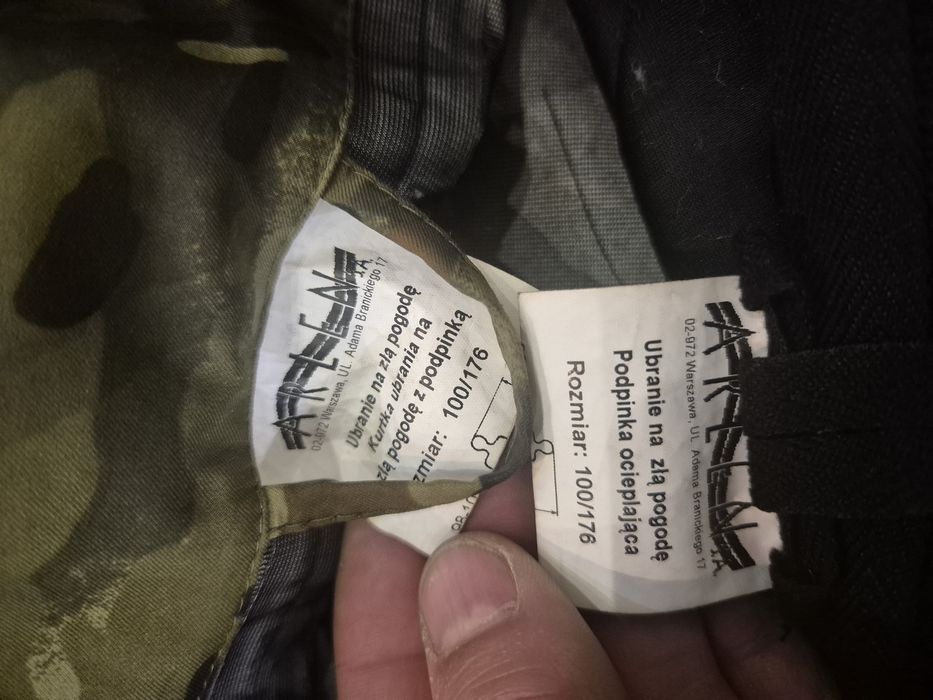 ARLEN S.A.
02-972 Warszawa, UL. Adama Branickiego 17
Ubranie na złą pogodę
Kurtka ubrania na
złą pogodę z podpinką
zmiar: 100/176
ARLEN S.A.
02-972 Warszawa, UL. Adama Branickiego 17
Ubranie na złą pogodę
Podpinka ocieplająca
Rozmiar: 100/176